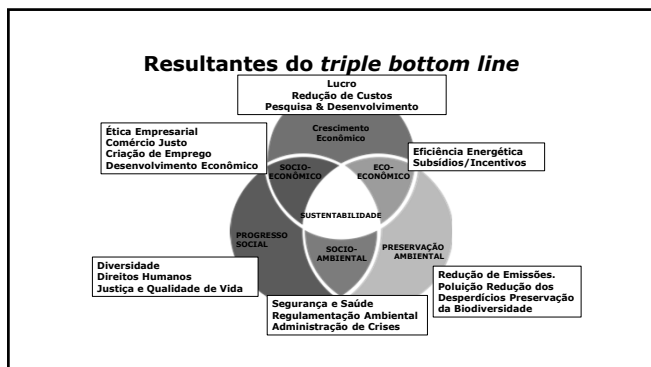 Resultantes do triple bottom line
Lucro
Redução de Custos
Pesquisa & Desenvolvimento
Crescimento
Econômico
Ética Empresarial
Comércio Justo
Criação de Emprego
Desenvolvimento Econômico
Eficiência Energética
Subsídios/Incentivos
SOCIO-
ECONÔMICO
ECO-
ECONÔMICO
SUSTENTABILIDADE
PROGRESSO
SOCIAL
SOCIO-
AMBIENTAL
PRESERVAÇÃO
AMBIENTAL
Diversidade
Direitos Humanos
Justiça e Qualidade de Vida
Segurança e Saúde
Regulamentação Ambiental
Administração de Crises
Redução de Emissões.
Poluição Redução dos
Desperdícios Preservação
da Biodiversidade